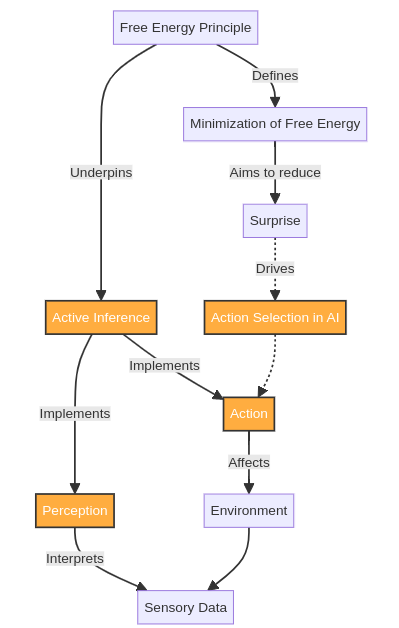 Free Energy Principle
Defines
Minimization of Free Energy
Underpins
Aims to reduce
Surprise
Drives
Active Inference
Action Selection in AI
Implements
Implements
Action
Affects
Perception
Environment
Interprets
Sensory Data